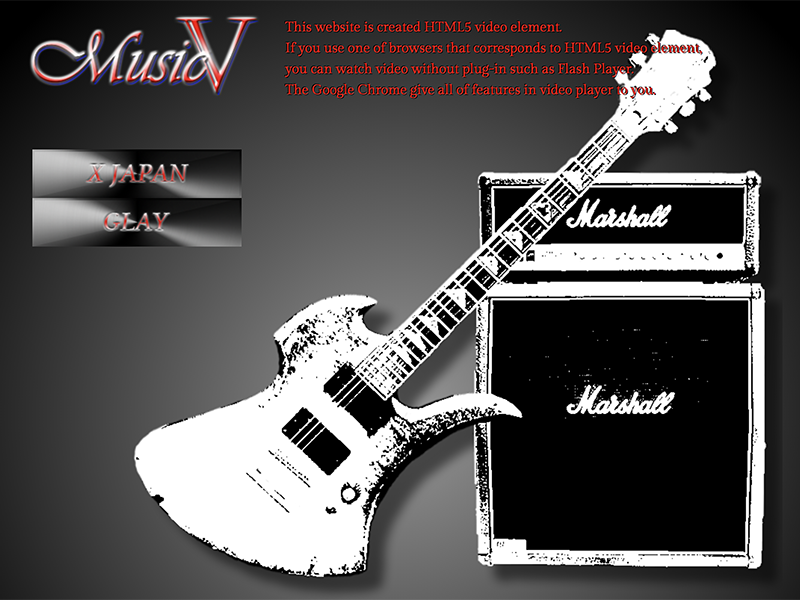 Music V
This website is created HTML5 video element.
If you use one of browsers that corresponds to HTML5 video element,
you can watch video without plug-in such as Flash Player.
The Google Chrome give all of features in video player to you.
X JAPAN
GLAY
Marshall
Marshall